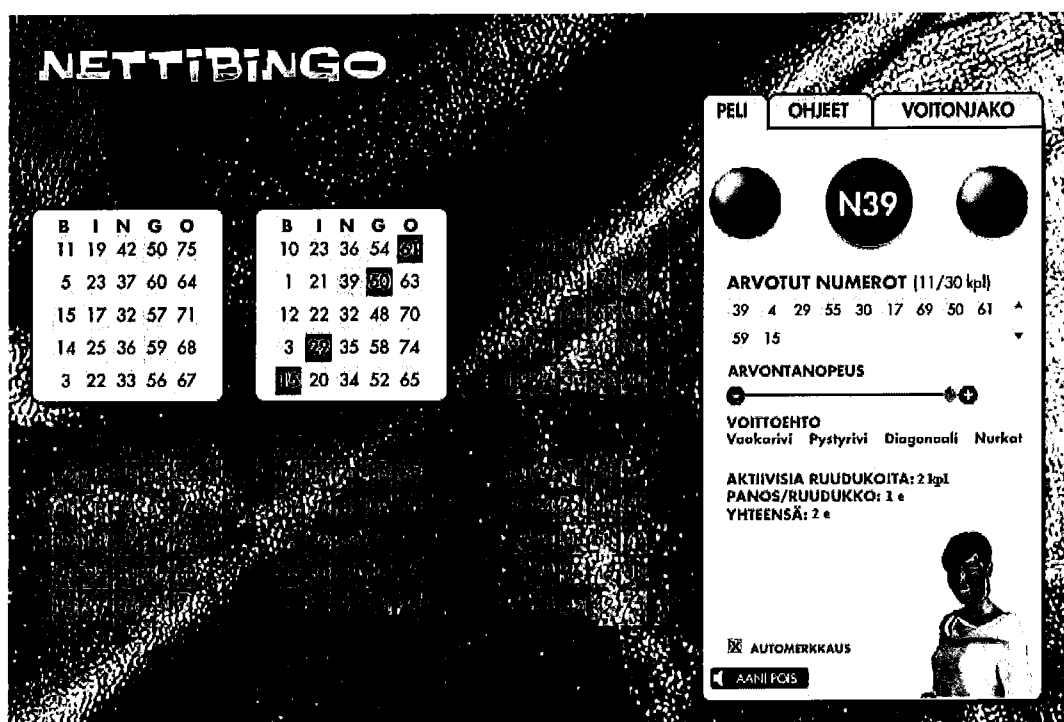 NETTiBiNGO
PELI OHJEET VOITONJAKO
N39
B I N G O
11 19 42 50 75
5 23 37 60 64
15 17 32 57 71
14 25 36 59 68
3 22 33 56 67
B I N G O
10 23 36 54 61
1 21 39 50 63
12 22 32 48 70
3 29 35 58 74
15 20 34 52 65
ARVOTUT NUMEROT (11/30 kpl)
39 4 29 55 30 17 69 50 61
59 15
ARVONTANOPEUS
VOITTOEHTO
Vaakarivi Pystyrivi Diagonaali Nurkat
AKTIIVISIA RUUDUKOITA: 2 kpl
PANOS/RUUDUKKO: 1 e
YHTEENSÄ: 2 e
AUTOMERKKAUS
ÄÄNI POIS